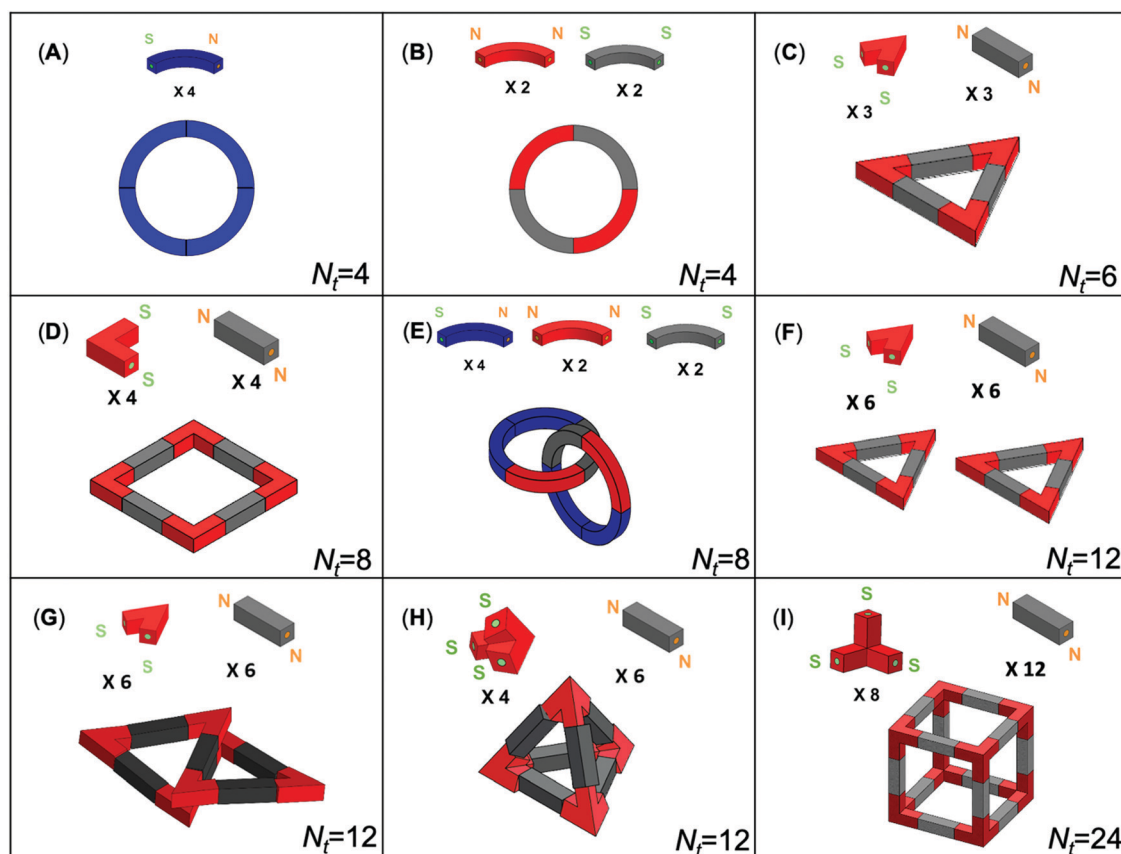 (A)
S N
X 4
Nt=4
(B)
N N S S
X 2 X 2
Nt=4
(C)
N
S
N
S
X 3 X 3
Nt=6
(D)
S
N
S
N
X 4 X 4
Nt=8
(E)
S N N N S S
X 4 X 2 X 2
Nt=8
(F)
N
S
N
S
X 6 X 6
Nt=12
(G)
N
S
N
S
X 6 X 6
Nt=12
(H)
S
N
S
S
N
X 4 X 6
Nt=12
(I)
S
N
S S
N
X 8 X 12
Nt=24